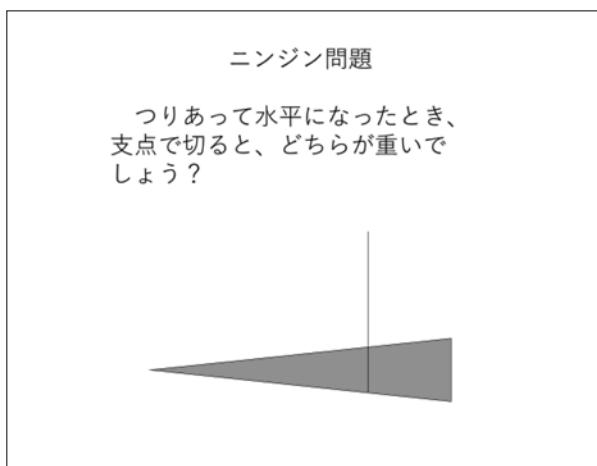 ニンジン問題
　つりあって水平になったとき、
支点で切ると、どちらが重いで
しょう？